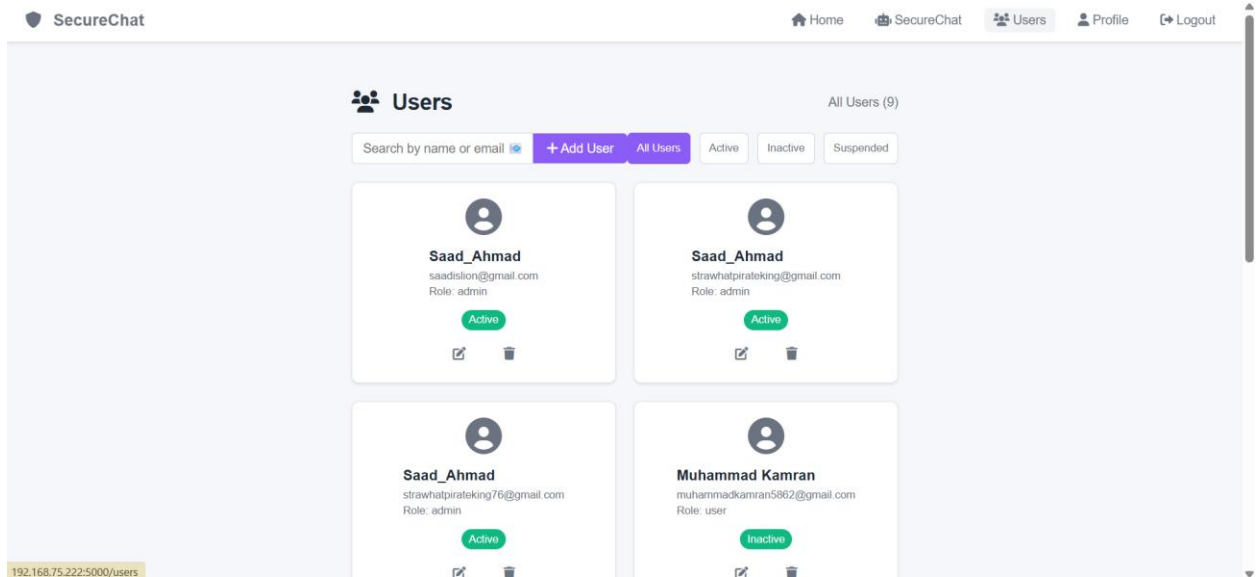 SecureChat
Home SecureChat Users Profile Logout
Users
All Users (9)
Search by name or email + Add User All Users Active Inactive Suspended
Saad_Ahmad
saadislion@gmail.com
Role: admin
Active
Saad_Ahmad
strawhatpirateking@gmail.com
Role: admin
Active
Saad_Ahmad
strawhatpirateking76@gmail.com
Role: admin
Active
Muhammad Kamran
muhammadkamran5862@gmail.com
Role: user
Inactive
192.168.75.222:5000/users